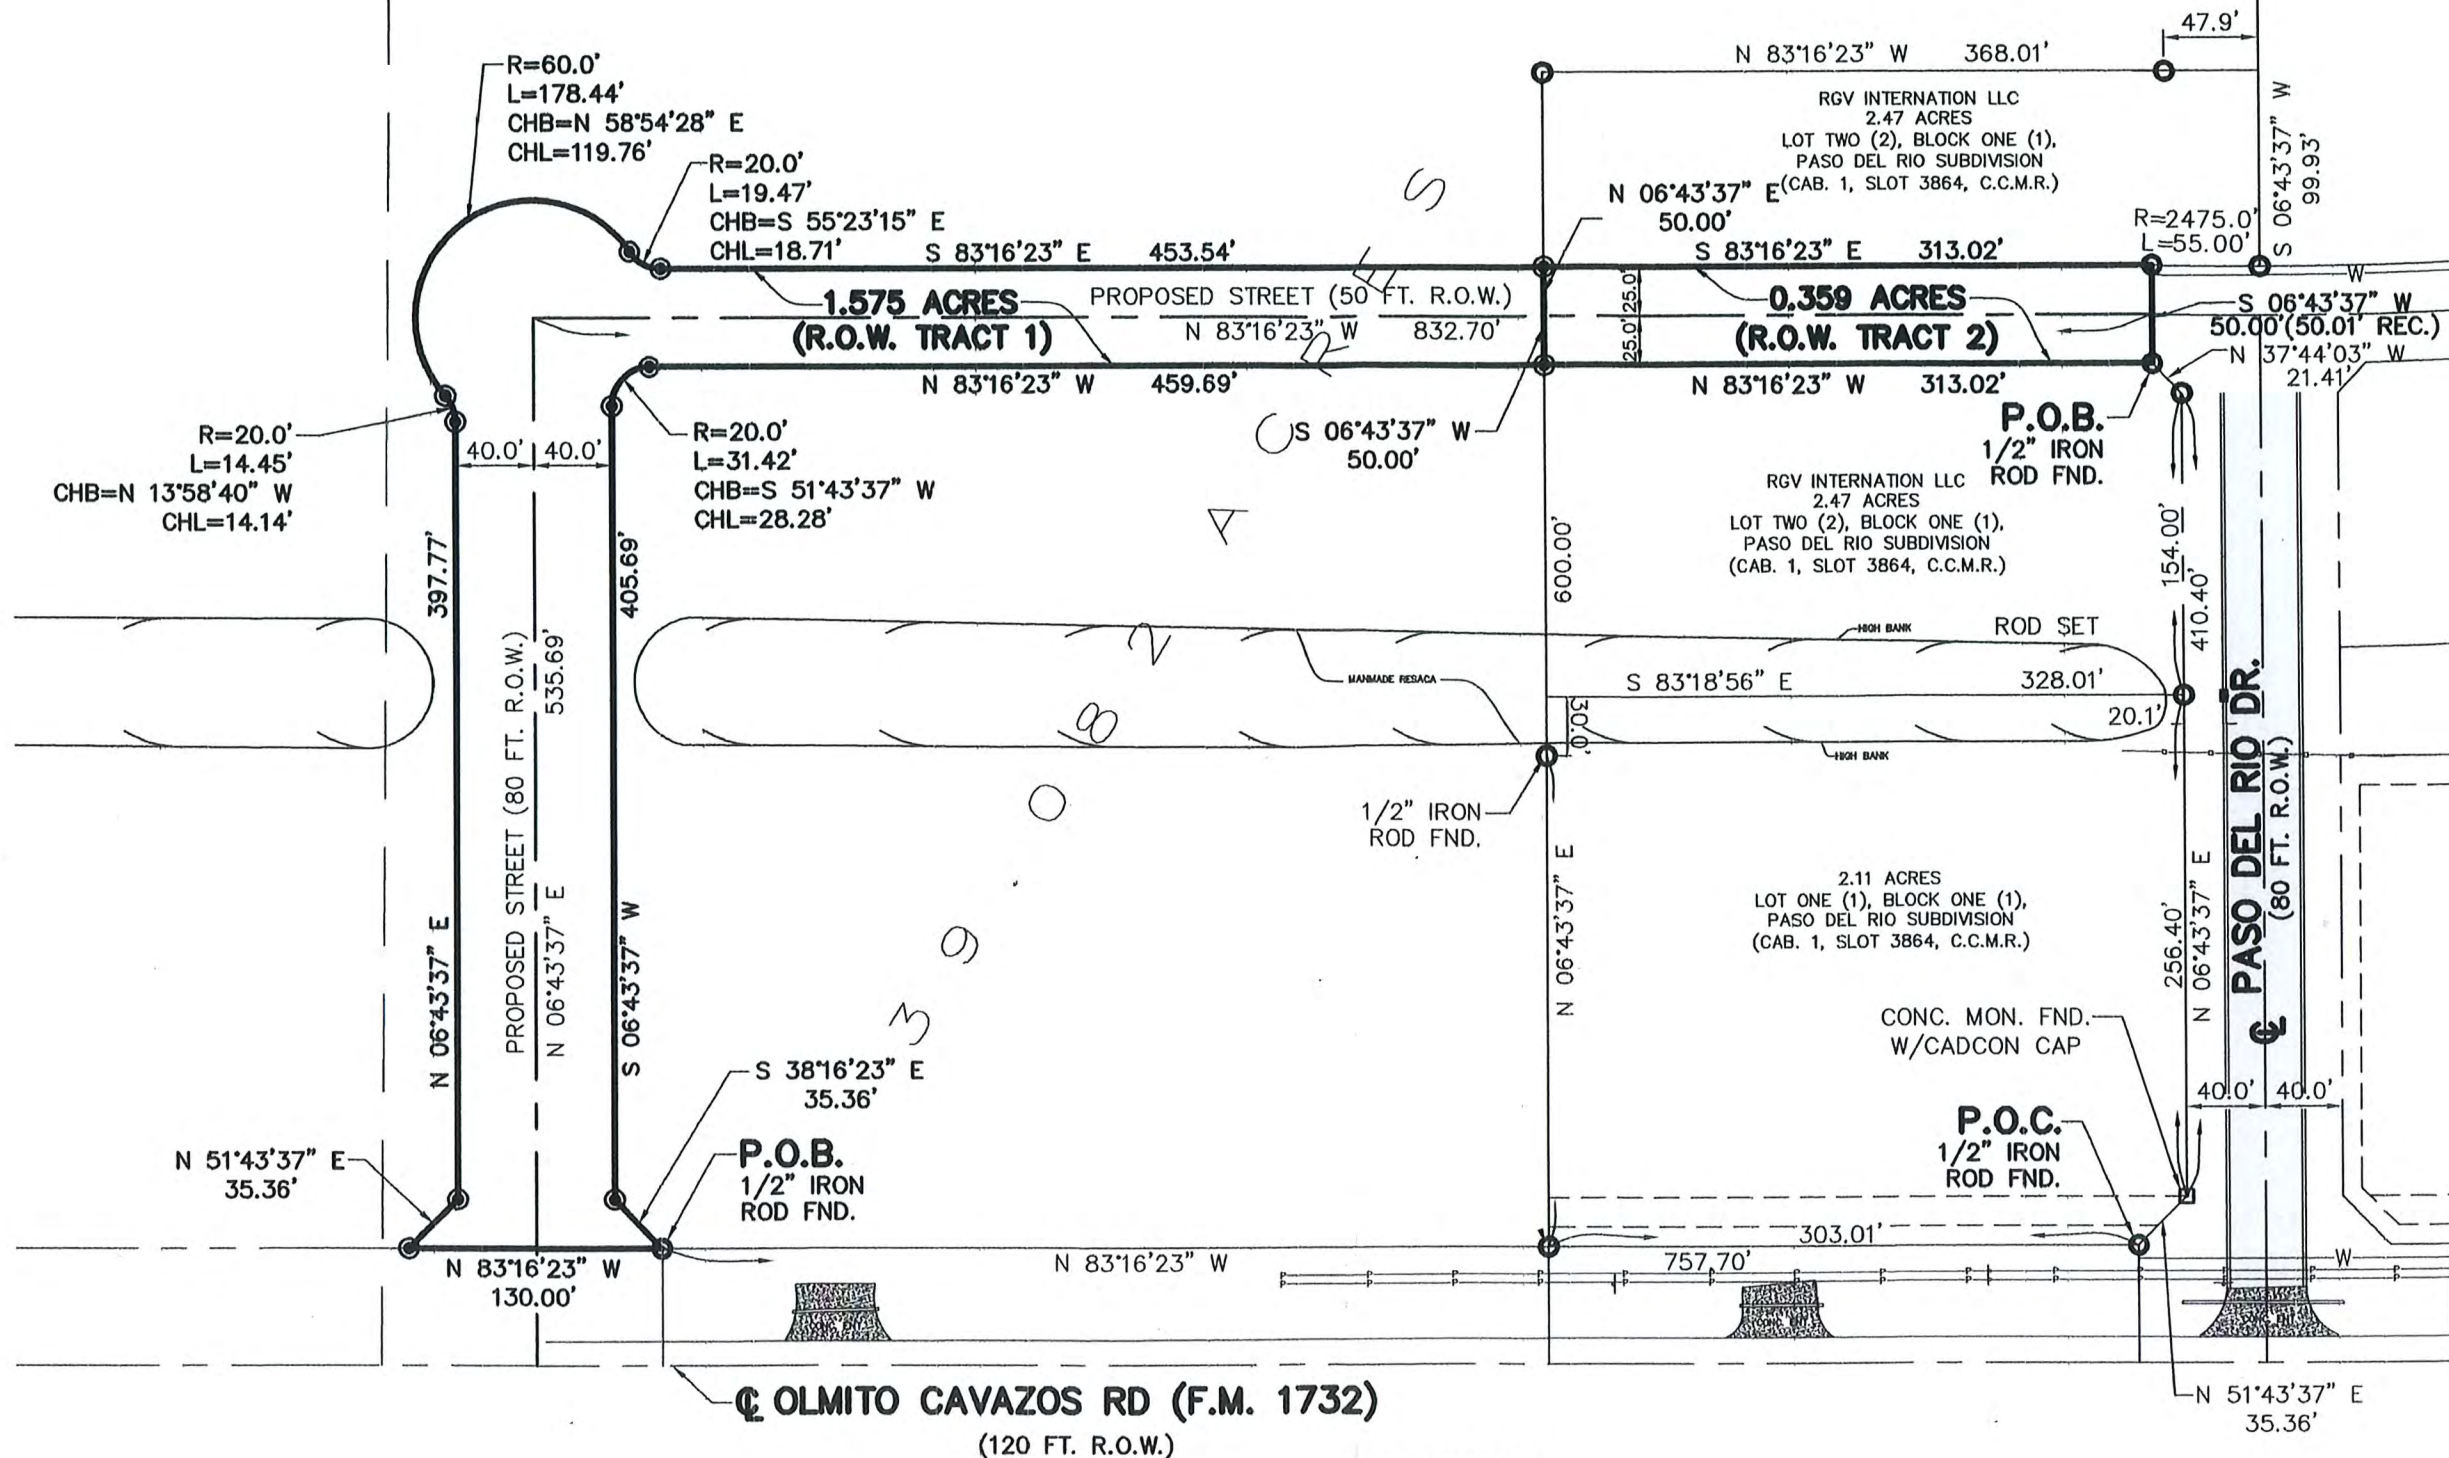 47.9'
N 83°16'23" W 368.01'
S 06°43'37" W
99.93'
R=60.0'
L=178.44'
CHB=N 58°54'28" E
CHL=119.76'
RGV INTERNATION LLC
2.47 ACRES
LOT TWO (2), BLOCK ONE (1),
PASO DEL RIO SUBDIVISION
(CAB. 1, SLOT 3864, C.C.M.R.)
R=20.0'
L=19.47'
CHB=S 55°23'15" E
CHL=18.71'
N 06°43'37" E
50.00'
R=2475.0'
L=55.00'
S 83°16'23" E 453.54'
S 83°16'23" E 313.02'
W
1.575 ACRES
(R.O.W. TRACT 1)
PROPOSED STREET (50 FT. R.O.W.)
N 83°16'23" W 832.70'
25.0' 25.0'
0.359 ACRES
(R.O.W. TRACT 2)
S 06°43'37" W
50.00'(50.01' REC.)
N 37°44'03" W
21.41'
N 83°16'23" W 459.69'
N 83°16'23" W 313.02'
P.O.B.
1/2" IRON
ROD FND.
R=20.0'
L=14.45'
CHB=N 13°58'40" W
CHL=14.14'
40.0' 40.0'
R=20.0'
L=31.42'
CHB=S 51°43'37" W
CHL=28.28'
S 06°43'37" W
50.00'
RGV INTERNATION LLC
2.47 ACRES
LOT TWO (2), BLOCK ONE (1),
PASO DEL RIO SUBDIVISION
(CAB. 1, SLOT 3864, C.C.M.R.)
39.082 ACRES
397.77'
N 06°43'37" E
405.69'
S 06°43'37" W
PROPOSED STREET (80 FT. R.O.W.)
N 06°43'37" E 535.69'
600.00'
N 06°43'37" E
154.00'
410.40'
N 06°43'37" E
256.40'
HIGH BANK
ROD SET
MANMADE RESACA
S 83°18'56" E 328.01'
20.1'
30.0'
HIGH BANK
1/2" IRON
ROD FND.
PASO DEL RIO DR.
(80 FT. R.O.W.)
℄
2.11 ACRES
LOT ONE (1), BLOCK ONE (1),
PASO DEL RIO SUBDIVISION
(CAB. 1, SLOT 3864, C.C.M.R.)
CONC. MON. FND.
W/CADCON CAP
40.0' 40.0'
S 38°16'23" E
35.36'
P.O.C.
1/2" IRON
ROD FND.
N 51°43'37" E
35.36'
P.O.B.
1/2" IRON
ROD FND.
303.01'
N 83°16'23" W
130.00'
N 83°16'23" W 757.70'
W
CONC. ENT.
CONC. ENT.
CONC. ENT.
℄ OLMITO CAVAZOS RD (F.M. 1732)
(120 FT. R.O.W.)
N 51°43'37" E
35.36'